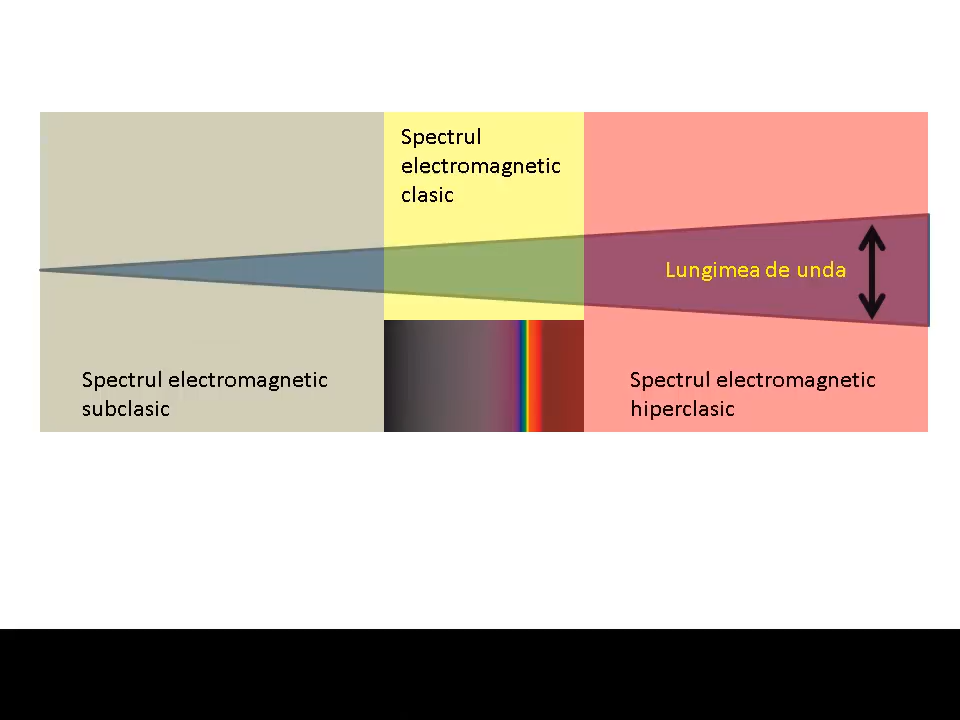 Spectrul
electromagnetic
clasic
Lungimea de unda
Spectrul electromagnetic
subclasic
Spectrul electromagnetic
hiperclasic